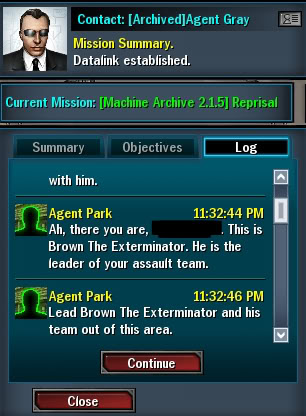 Contact: [Archived]Agent Gray
Mission Summary.
Datalink established.
Current Mission: [Machine Archive 2.1.5] Reprisal
Summary
Objectives
Log
with him.
Agent Park 11:32:44 PM
Ah, there you are, . This is
Brown The Exterminator. He is the
leader of your assault team.
Agent Park 11:32:46 PM
Lead Brown The Exterminator and his
team out of this area.
Continue
Close